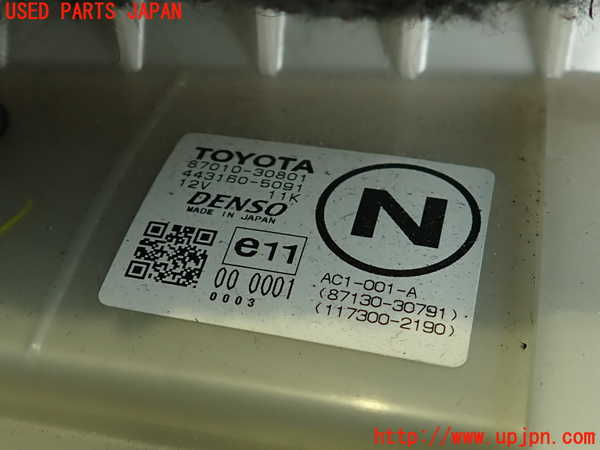 USED PARTS JAPAN
TOYOTA
87010-30801
443160-5091
12V 11K
DENSO
MADE IN JAPAN
N
e11
00 0001
0003
AC1-001-A
(87130-30791)
(117300-2190)
http://www.upjpn.com/